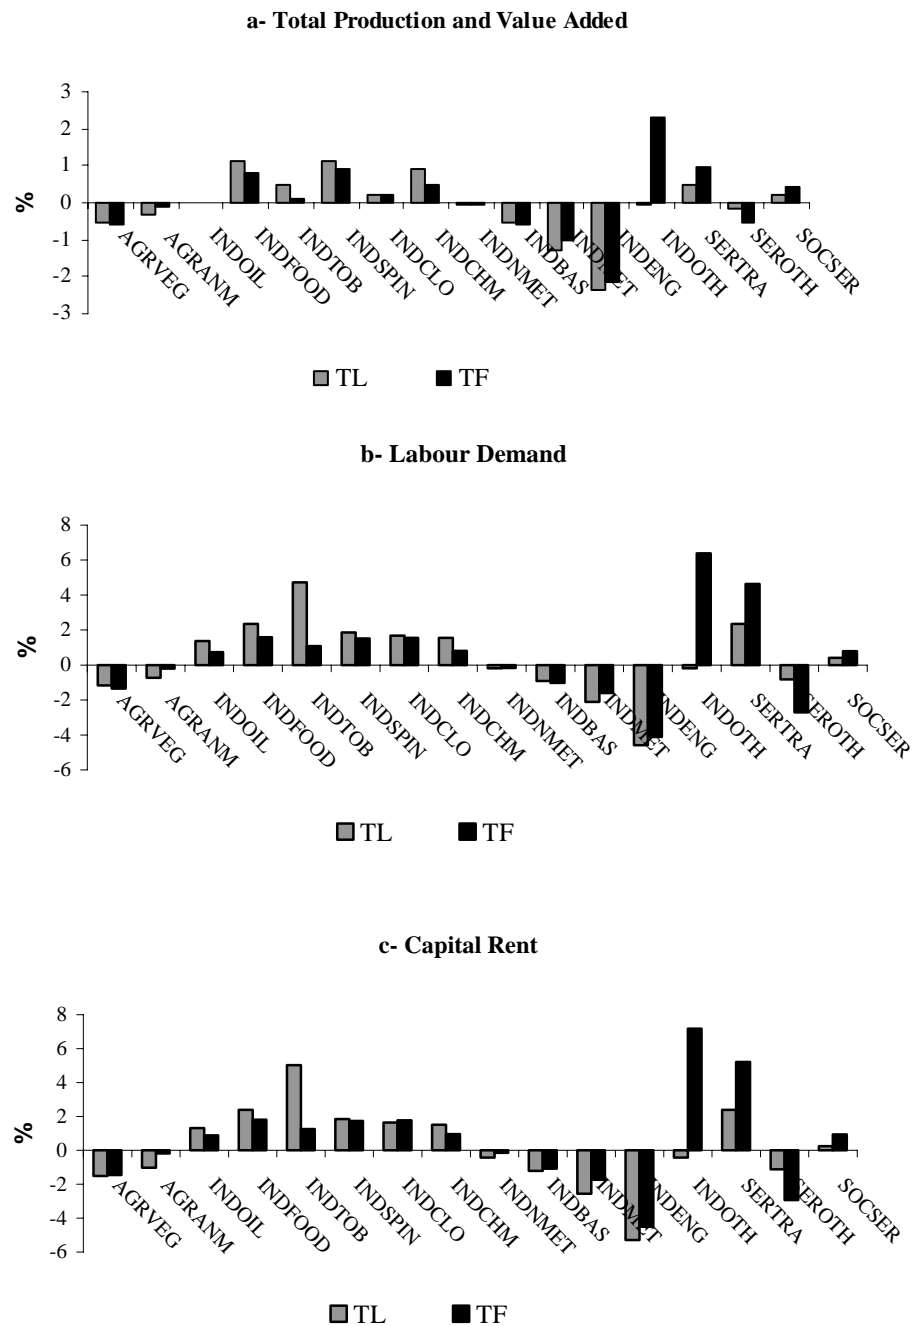 a- Total Production and Value Added
3
2
1
0
-1
-2
-3
%
AGRVEG
AGRANM
INDOIL
INDFOOD
INDTOB
INDSPIN
INDCLO
INDCHM
INDNMET
INDBAS
INDMET
INDENG
INDOTH
SERTRA
SEROTH
SOCSER
TL TF
b- Labour Demand
8
6
4
2
0
-2
-4
-6
%
AGRVEG
AGRANM
INDOIL
INDFOOD
INDTOB
INDSPIN
INDCLO
INDCHM
INDNMET
INDBAS
INDMET
INDENG
INDOTH
SERTRA
SEROTH
SOCSER
TL TF
c- Capital Rent
8
6
4
2
0
-2
-4
-6
%
AGRVEG
AGRANM
INDOIL
INDFOOD
INDTOB
INDSPIN
INDCLO
INDCHM
INDNMET
INDBAS
INDMET
INDENG
INDOTH
SERTRA
SEROTH
SOCSER
TL TF